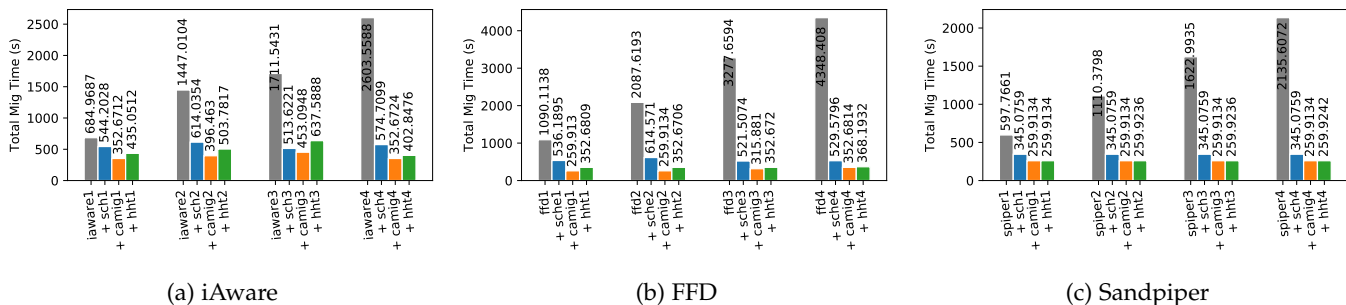 Total Mig Time (s)
2500
2000
1500
1000
500
0
684.9687
544.2028
352.6712
435.0512
1447.0104
614.0354
396.463
503.7817
1711.5431
513.6221
453.0948
637.5888
2603.5588
574.7099
352.6724
402.8476
iaware1
+ sch1
+ camig1
+ hht1
iaware2
+ sch2
+ camig2
+ hht2
iaware3
+ sch3
+ camig3
+ hht3
iaware4
+ sch4
+ camig4
+ hht4
(a) iAware
Total Mig Time (s)
4000
3000
2000
1000
0
1090.1138
536.1895
259.913
352.6809
2087.6193
614.571
259.9134
352.6706
3277.6594
521.5074
315.881
352.672
4348.408
529.5796
352.6814
368.1932
ffd1
+ sche1
+ camig1
+ hht1
ffd2
+ sche2
+ camig2
+ hht2
ffd3
+ sche3
+ camig3
+ hht3
ffd4
+ sche4
+ camig4
+ hht4
(b) FFD
Total Mig Time (s)
2000
1500
1000
500
0
597.7661
345.0759
259.9134
259.9134
1110.3798
345.0759
259.9134
259.9236
1622.9935
345.0759
259.9134
259.9236
2135.6072
345.0759
259.9134
259.9242
spiper1
+ sch1
+ camig1
+ hht1
spiper2
+ sch2
+ camig2
+ hht2
spiper3
+ sch3
+ camig3
+ hht3
spiper4
+ sch4
+ camig4
+ hht4
(c) Sandpiper